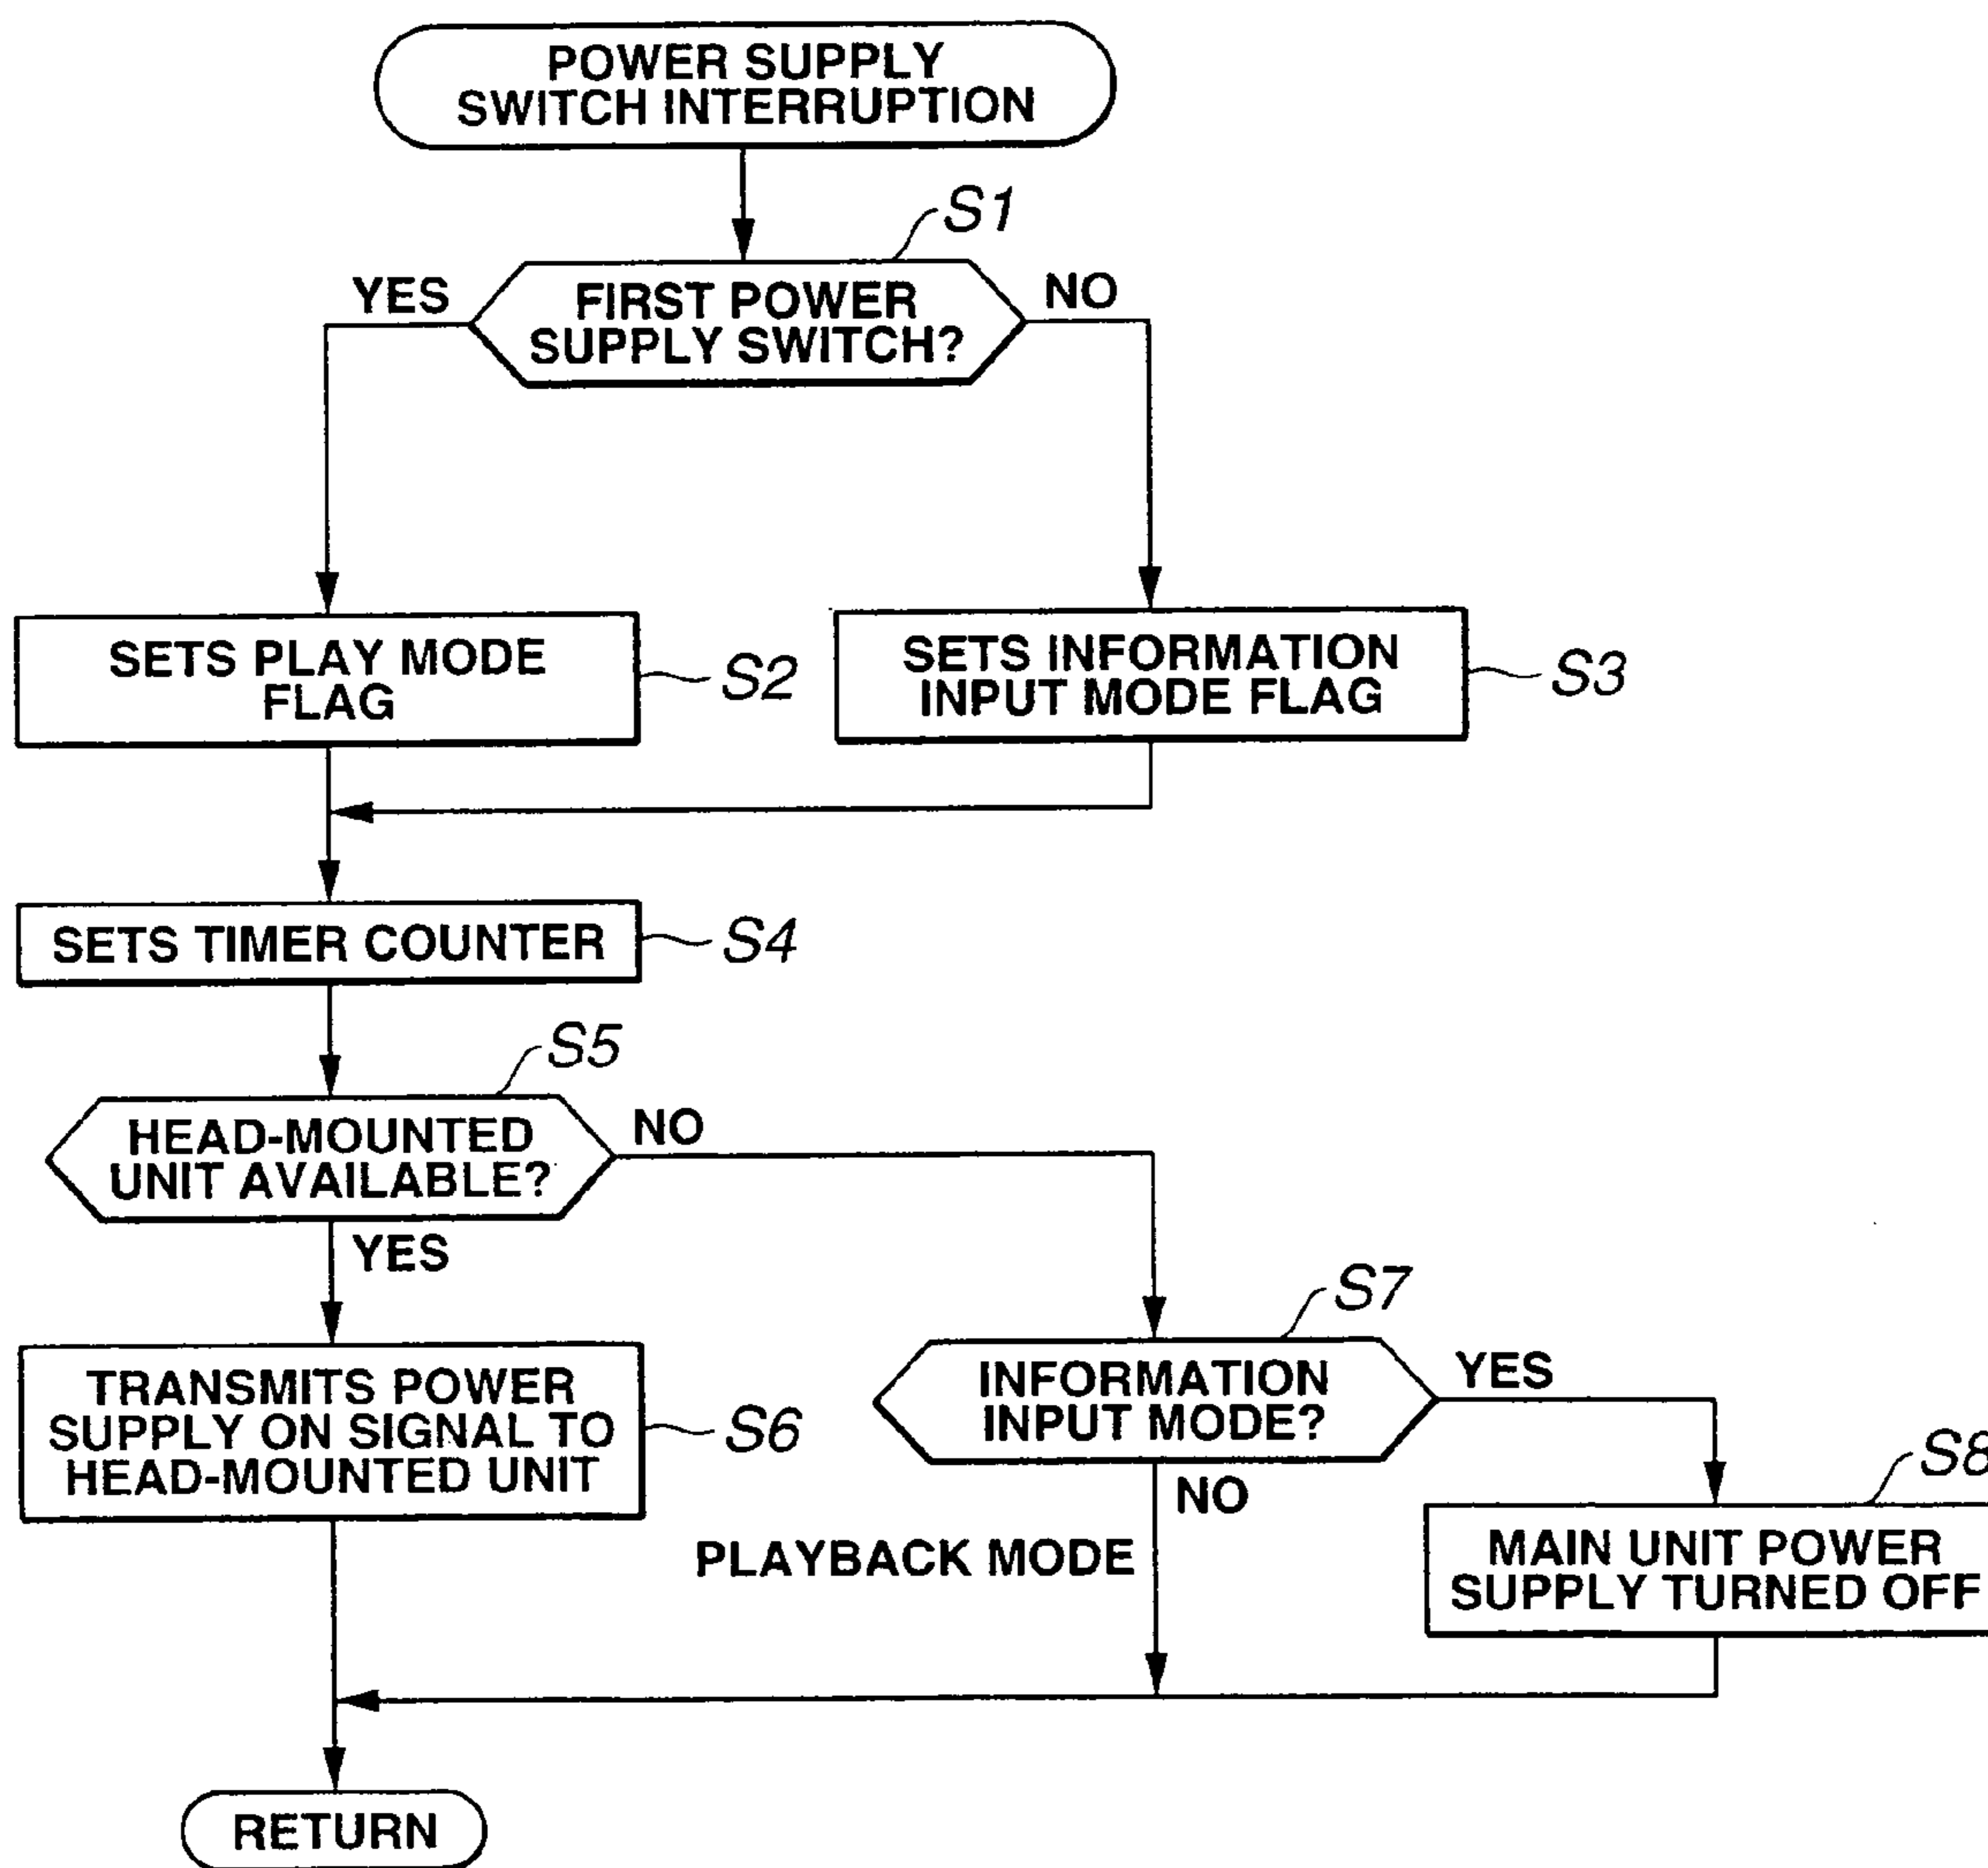 POWER SUPPLY
SWITCH INTERRUPTION
S1
YES
FIRST POWER
SUPPLY SWITCH?
NO
SETS PLAY MODE
FLAG
S2
SETS INFORMATION
INPUT MODE FLAG
S3
SETS TIMER COUNTER
S4
S5
HEAD-MOUNTED
UNIT AVAILABLE?
NO
YES
S7
TRANSMITS POWER
SUPPLY ON SIGNAL TO
HEAD-MOUNTED UNIT
S6
INFORMATION
INPUT MODE?
YES
NO
S8
PLAYBACK MODE
MAIN UNIT POWER
SUPPLY TURNED OFF
RETURN